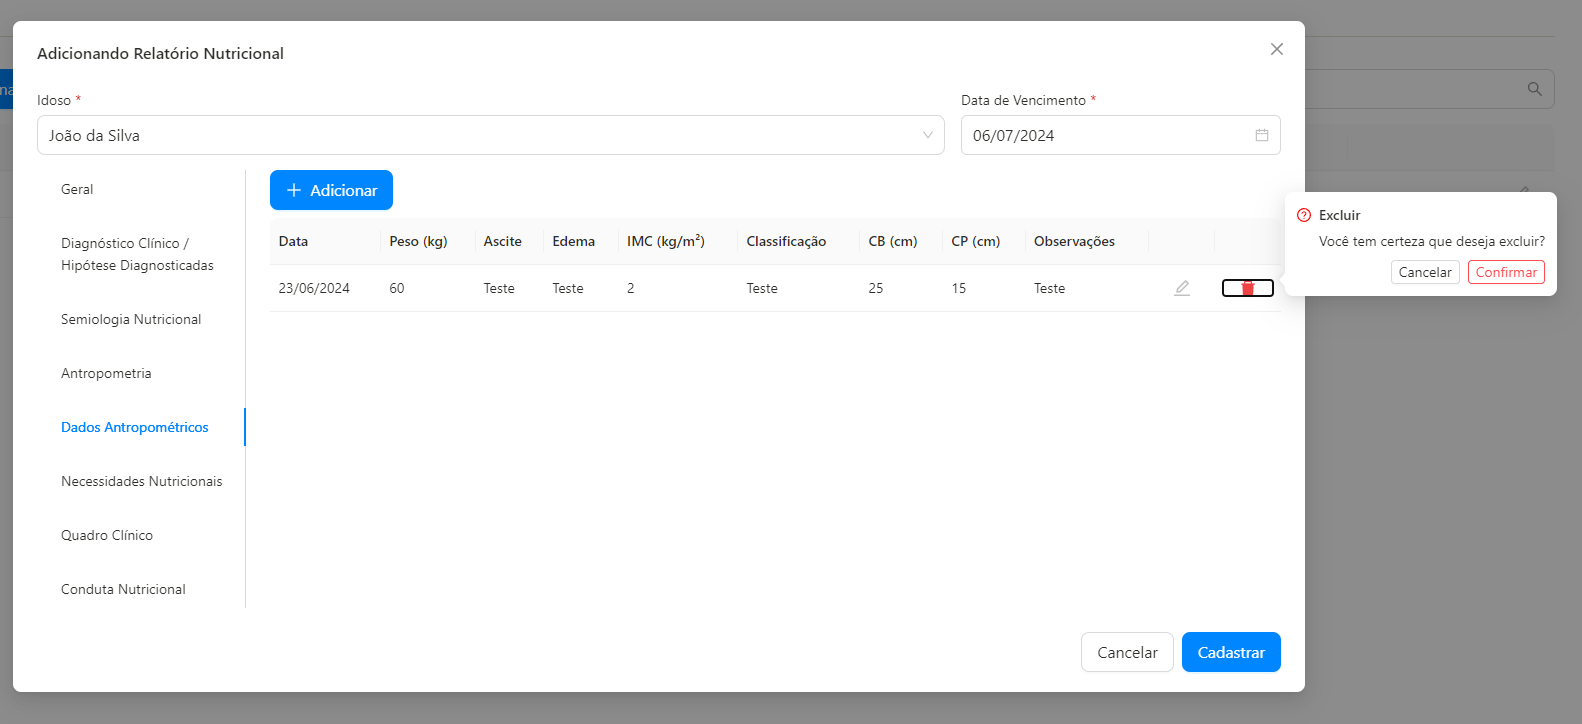 Adicionando Relatório Nutricional
Idoso *
Data de Vencimento *
João da Silva
06/07/2024
Geral
Diagnóstico Clínico /
Hipótese Diagnosticadas
Semiologia Nutricional
Antropometria
Dados Antropométricos
Necessidades Nutricionais
Quadro Clínico
Conduta Nutricional
Adicionar
Data Peso (kg) Ascite Edema IMC (kg/m²) Classificação CB (cm) CP (cm) Observações
23/06/2024 60 Teste Teste 2 Teste 25 15 Teste
Excluir
Você tem certeza que deseja excluir?
Cancelar Confirmar
Cancelar Cadastrar